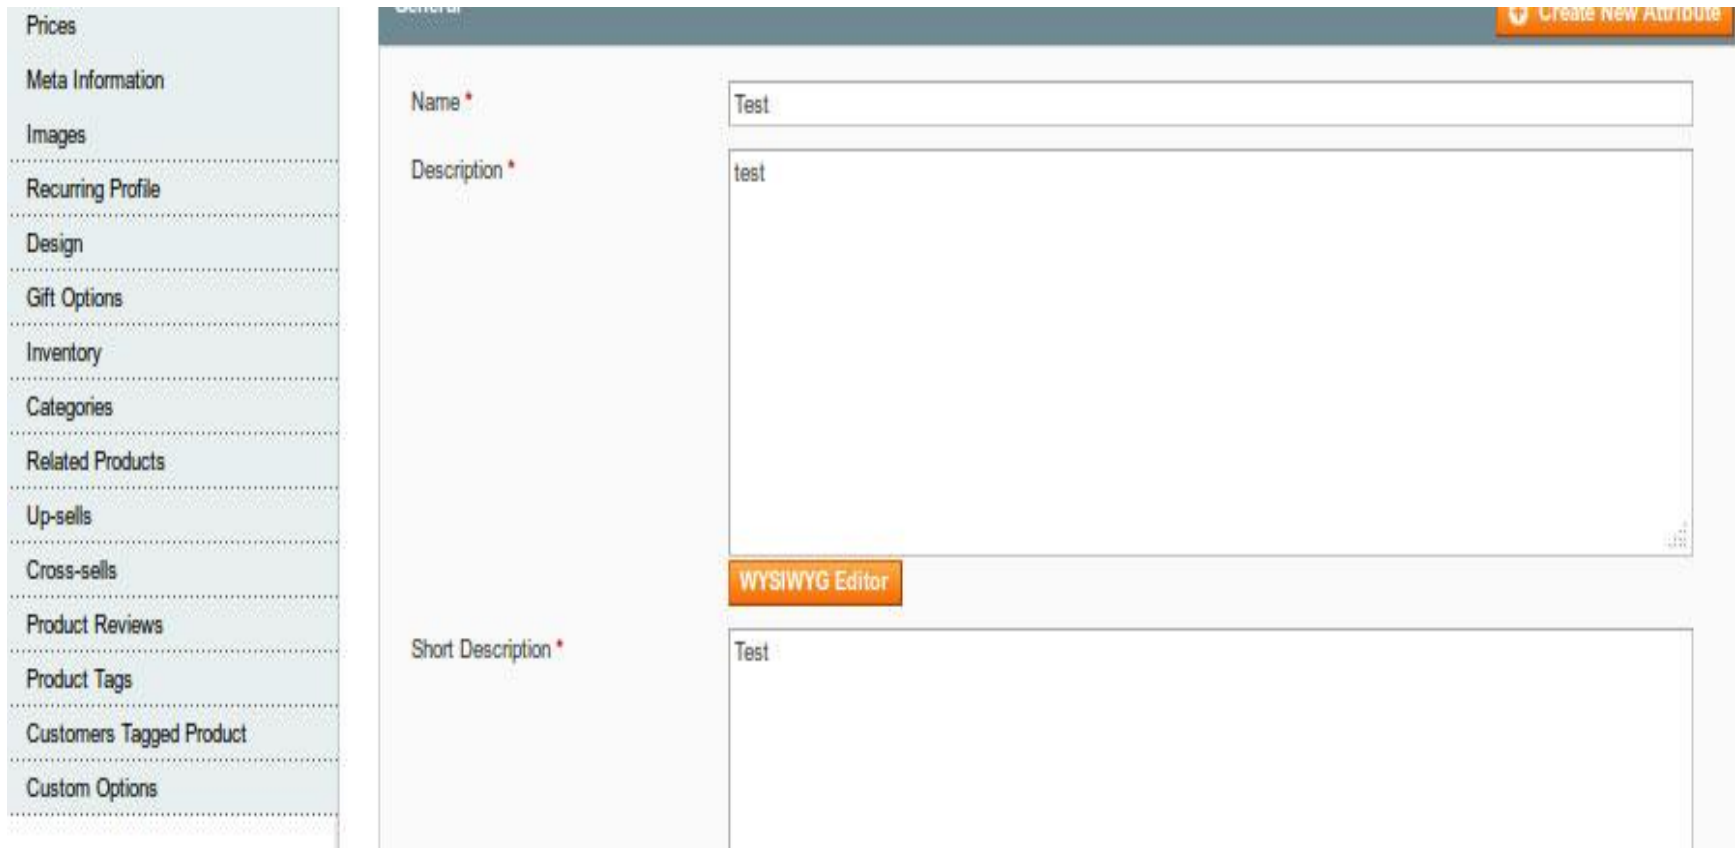 Prices
Meta Information
Images
Recurring Profile
Design
Gift Options
Inventory
Categories
Related Products
Up-sells
Cross-sells
Product Reviews
Product Tags
Customers Tagged Product
Custom Options
General
Create New Attribute
Name *
Test
Description *
test
WYSIWYG Editor
Short Description *
Test